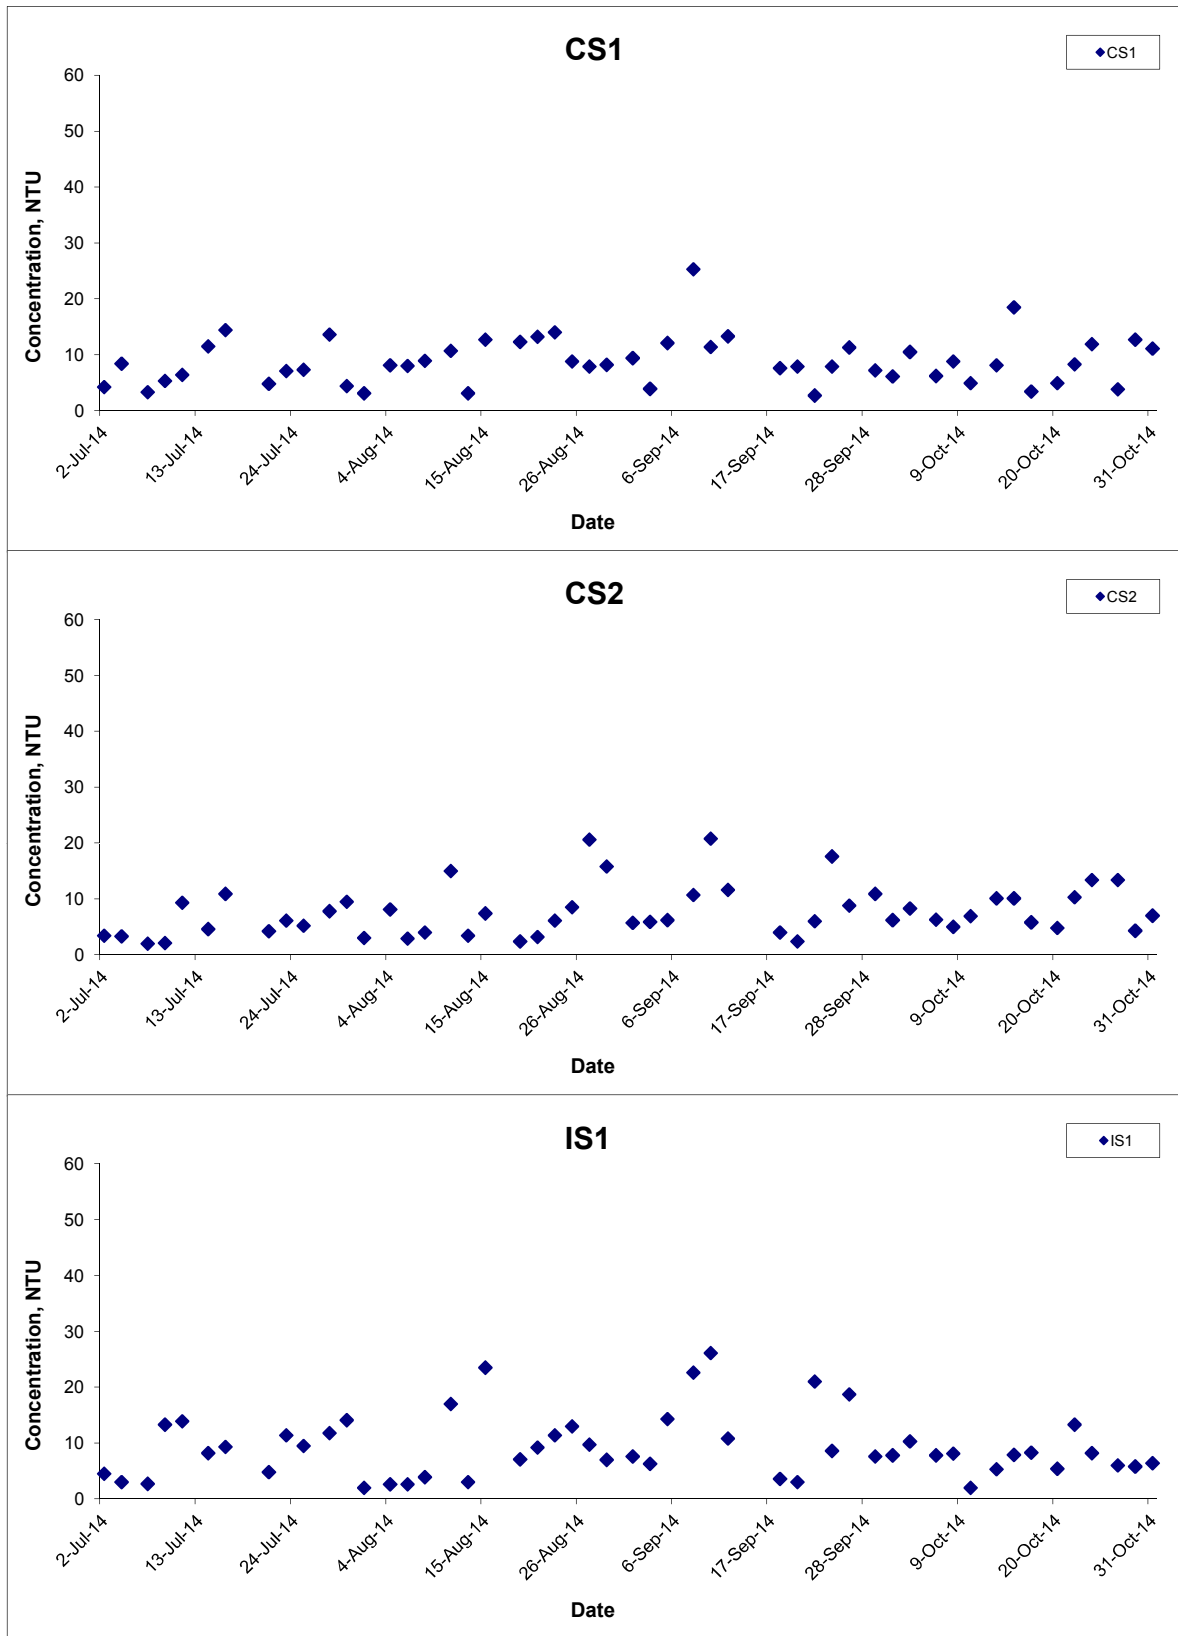 CS1
CS1
60
50
40
30
20
10
0
Concentration, NTU
2-Jul-14
13-Jul-14
24-Jul-14
4-Aug-14
15-Aug-14
26-Aug-14
6-Sep-14
17-Sep-14
28-Sep-14
9-Oct-14
20-Oct-14
31-Oct-14
Date
CS2
CS2
60
50
40
30
20
10
0
Concentration, NTU
2-Jul-14
13-Jul-14
24-Jul-14
4-Aug-14
15-Aug-14
26-Aug-14
6-Sep-14
17-Sep-14
28-Sep-14
9-Oct-14
20-Oct-14
31-Oct-14
Date
IS1
IS1
60
50
40
30
20
10
0
Concentration, NTU
2-Jul-14
13-Jul-14
24-Jul-14
4-Aug-14
15-Aug-14
26-Aug-14
6-Sep-14
17-Sep-14
28-Sep-14
9-Oct-14
20-Oct-14
31-Oct-14
Date